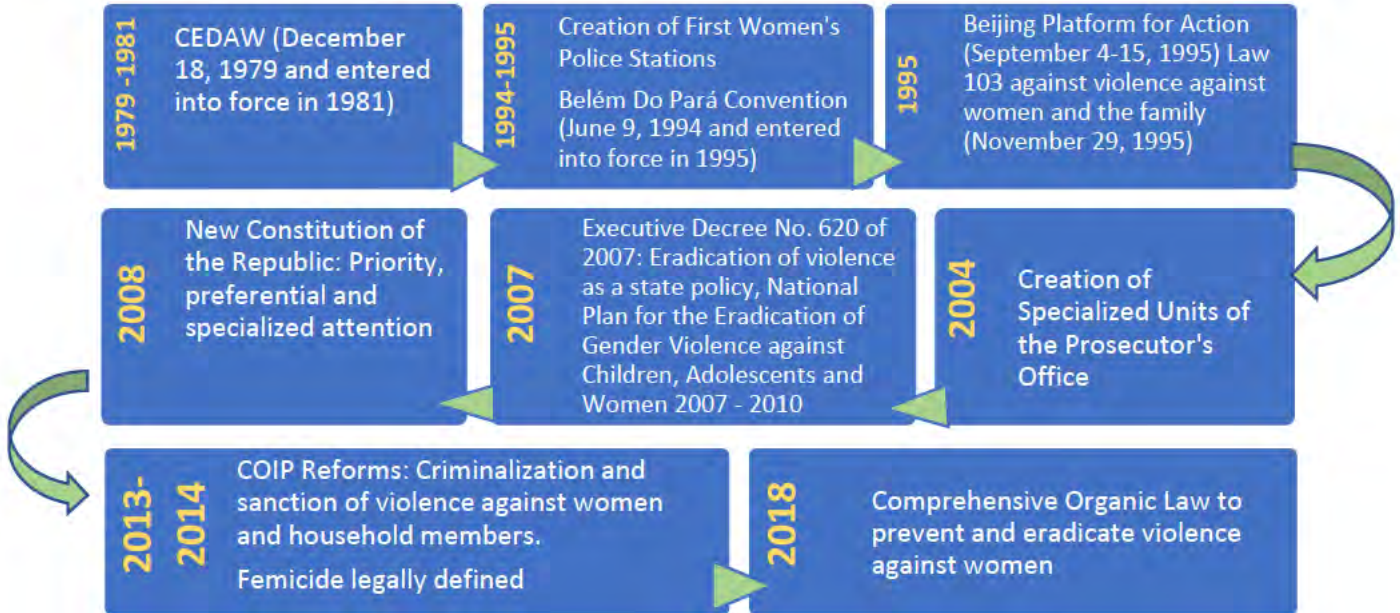 1979 -1981
CEDAW (December
18, 1979 and entered
into force in 1981)
1994-1995
Creation of First Women's
Police Stations
Belém Do Pará Convention
(June 9, 1994 and entered
into force in 1995)
1995
Beijing Platform for Action
(September 4-15, 1995) Law
103 against violence against
women and the family
(November 29, 1995)
2004
Creation of
Specialized Units of
the Prosecutor's
Office
2007
Executive Decree No. 620 of
2007: Eradication of violence
as a state policy, National
Plan for the Eradication of
Gender Violence against
Children, Adolescents and
Women 2007 - 2010
2008
New Constitution of
the Republic: Priority,
preferential and
specialized attention
2013-
2014
COIP Reforms: Criminalization and
sanction of violence against women
and household members.
Femicide legally defined
2018
Comprehensive Organic Law to
prevent and eradicate violence
against women